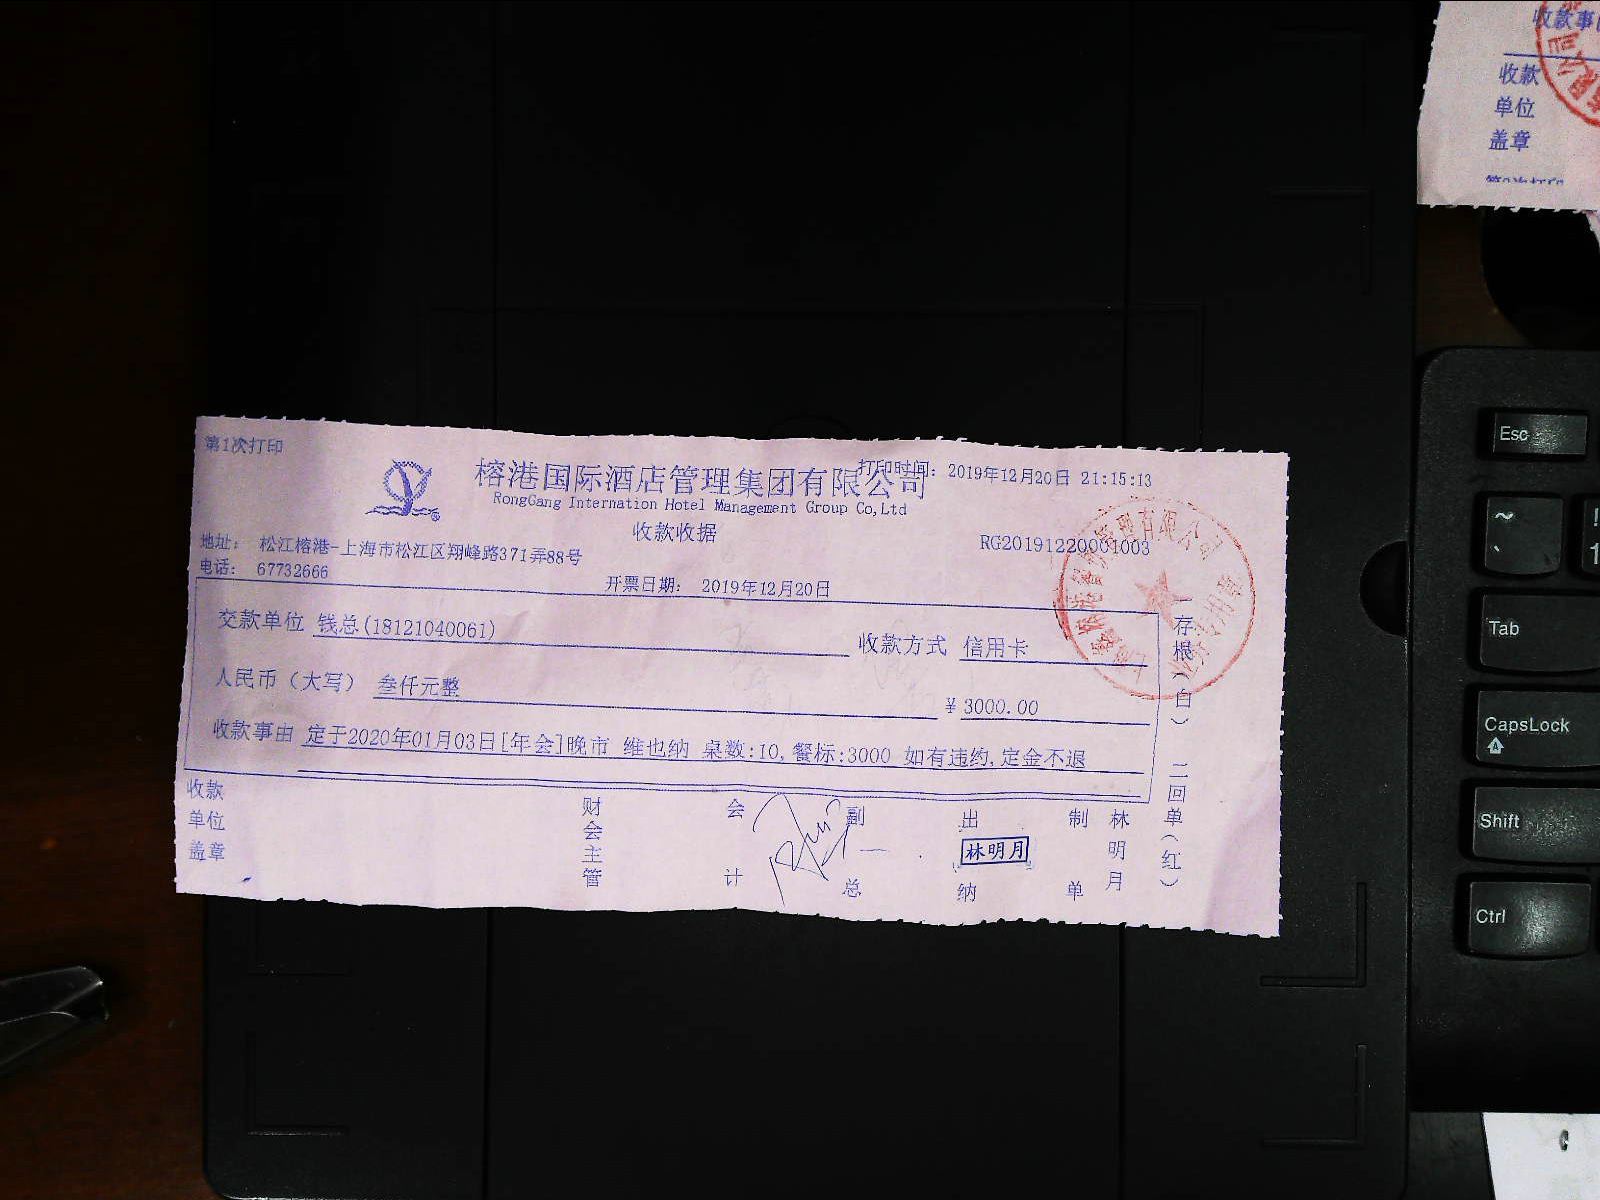 收款事
收款
单位
盖章
第1次打印
打印时间: 2019年12月20日 21:15:13
榕港国际酒店管理集团有限公司
RongGang Internation Hotel Management Group Co,Ltd
收款收据
地址: 松江榕港-上海市松江区翔峰路371弄88号
RG20191220001003
电话: 67732666
开票日期: 2019年12月20日
交款单位 钱总(18121040061)
收款方式 信用卡
人民币（大写） 叁仟元整
¥ 3000.00
收款事由 定于2020年01月03日[年会]晚市 维也纳 桌数:10,餐标:3000 如有违约,定金不退
一存根（白） 二回单（红）
收款单位盖章
财会主管
会计
副总
出纳
林明月
制单
林明月
Esc
~
Tab
CapsLock
A
Shift
Ctrl